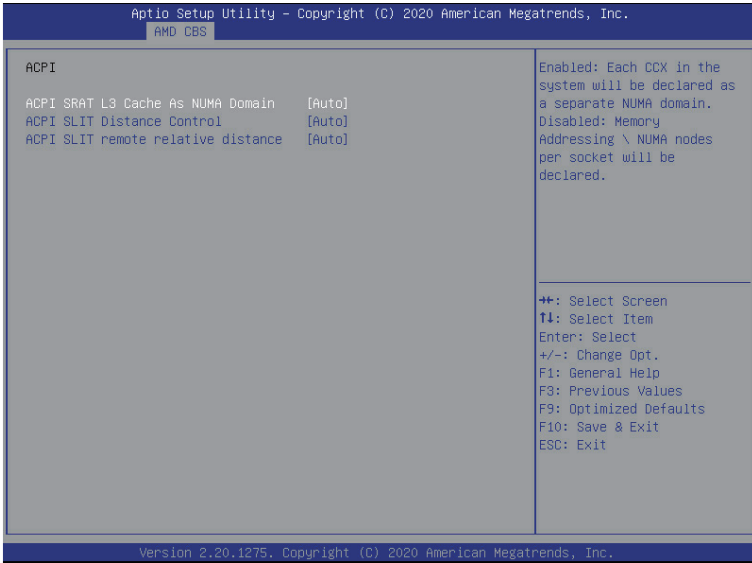 Aptio Setup Utility – Copyright (C) 2020 American Megatrends, Inc.
AMD CBS
ACPI
ACPI SRAT L3 Cache As NUMA Domain [Auto]
ACPI SLIT Distance Control [Auto]
ACPI SLIT remote relative distance [Auto]
Enabled: Each CCX in the
system will be declared as
a separate NUMA domain.
Disabled: Memory
Addressing \ NUMA nodes
per socket will be
declared.
→←: Select Screen
↑↓: Select Item
Enter: Select
+/-: Change Opt.
F1: General Help
F3: Previous Values
F9: Optimized Defaults
F10: Save & Exit
ESC: Exit
Version 2.20.1275. Copyright (C) 2020 American Megatrends, Inc.